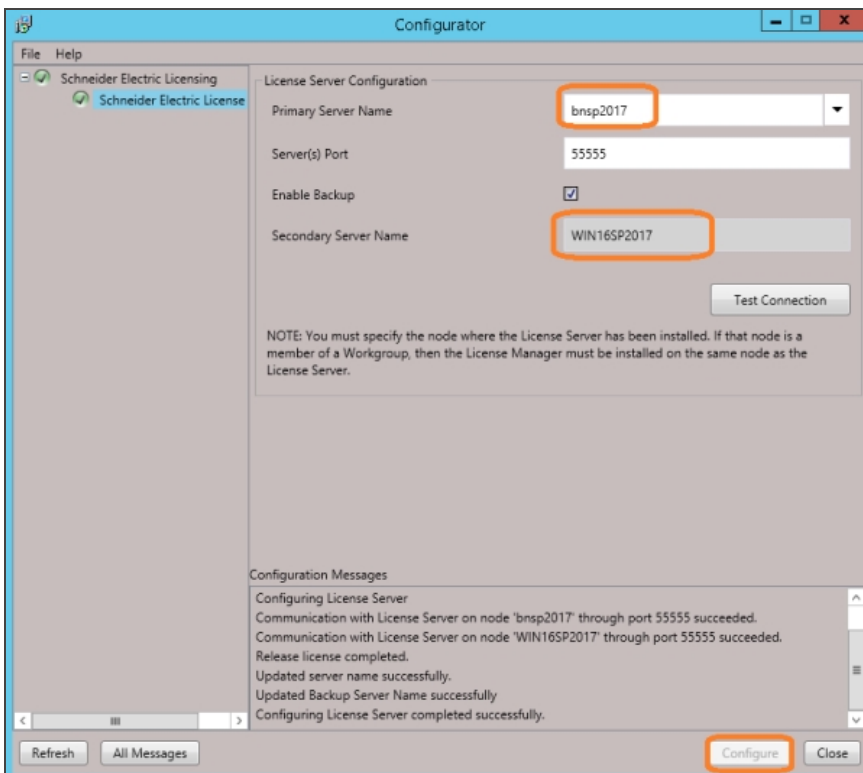 Configurator
File Help
Schneider Electric Licensing
Schneider Electric License
License Server Configuration
Primary Server Name
bnsp2017
Server(s) Port
55555
Enable Backup
Secondary Server Name
WIN16SP2017
Test Connection
NOTE: You must specify the node where the License Server has been installed. If that node is a
member of a Workgroup, then the License Manager must be installed on the same node as the
License Server.
Configuration Messages
Configuring License Server
Communication with License Server on node 'bnsp2017' through port 55555 succeeded.
Communication with License Server on node 'WIN16SP2017' through port 55555 succeeded.
Release license completed.
Updated server name successfully.
Updated Backup Server Name successfully
Configuring License Server completed successfully.
Refresh All Messages Configure Close